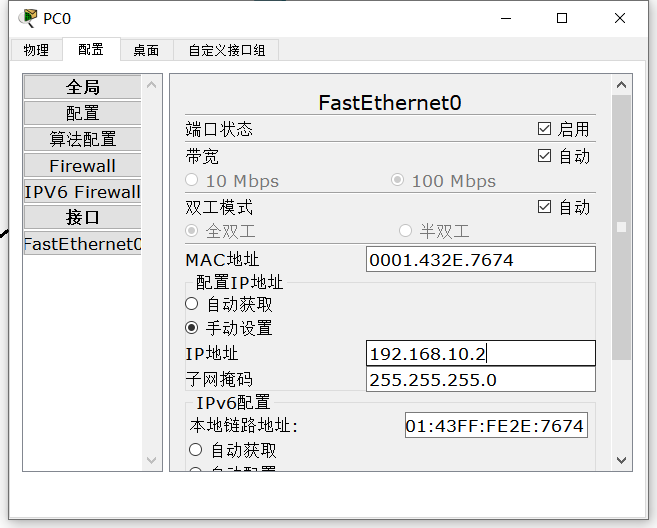 PC0
物理 配置 桌面 自定义接口组
全局
配置
算法配置
Firewall
IPV6 Firewall
接口
FastEthernet0
FastEthernet0
端口状态 启用
带宽 自动
10 Mbps 100 Mbps
双工模式 自动
全双工 半双工
MAC地址 0001.432E.7674
配置IP地址
自动获取
手动设置
IP地址 192.168.10.2
子网掩码 255.255.255.0
IPv6配置
本地链路地址: 01:43FF:FE2E:7674
自动获取
自动配置